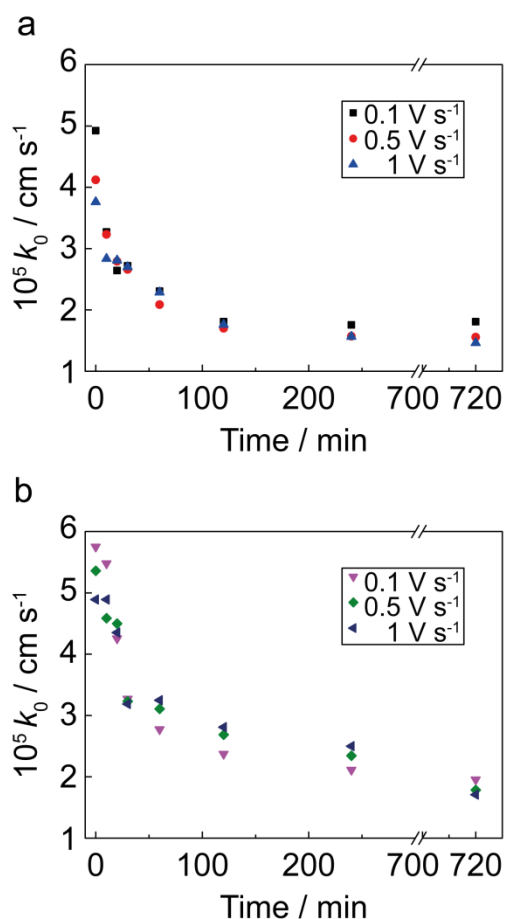 a
6
5
4
3
2
1
10⁵ k₀ / cm s⁻¹
0.1 V s⁻¹
0.5 V s⁻¹
1 V s⁻¹
0 100 200 700 720
Time / min
b
6
5
4
3
2
1
10⁵ k₀ / cm s⁻¹
0.1 V s⁻¹
0.5 V s⁻¹
1 V s⁻¹
0 100 200 700 720
Time / min